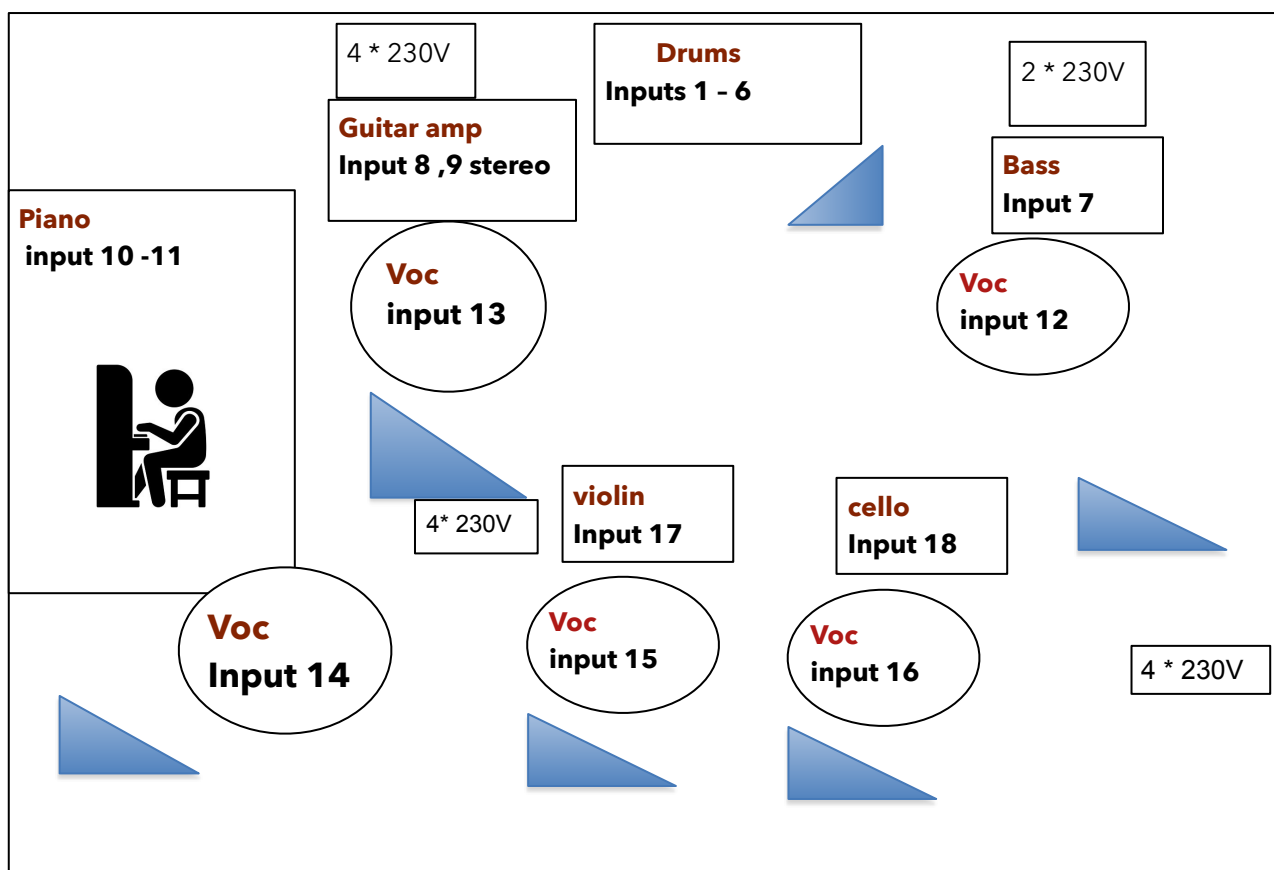 4 * 230V
Drums
Inputs 1 – 6
2 * 230V
Guitar amp
Input 8 ,9 stereo
Bass
Input 7
Piano
input 10 -11
Voc
input 13
Voc
input 12
violin
Input 17
cello
Input 18
4* 230V
Voc
Input 14
Voc
input 15
Voc
input 16
4 * 230V